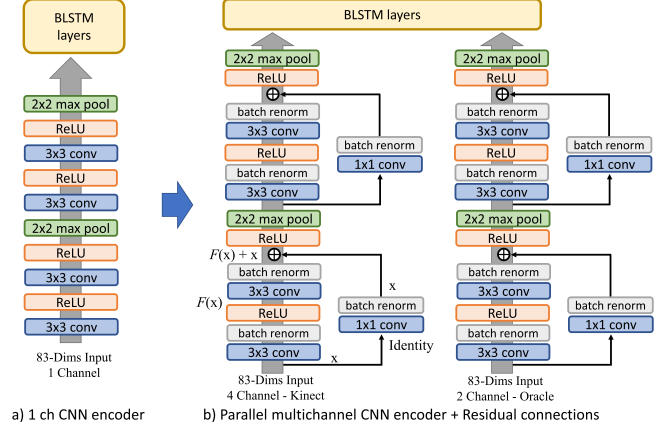 BLSTM
layers
2x2 max pool
ReLU
3x3 conv
ReLU
3x3 conv
2x2 max pool
ReLU
3x3 conv
ReLU
3x3 conv
83-Dims Input
1 Channel
a) 1 ch CNN encoder
BLSTM layers
2x2 max pool
ReLU
batch renorm
3x3 conv
ReLU
batch renorm
3x3 conv
batch renorm
1x1 conv
2x2 max pool
ReLU
F(x) + x
batch renorm
3x3 conv
F(x)
ReLU
batch renorm
3x3 conv
x
batch renorm
1x1 conv
Identity
x
83-Dims Input
4 Channel - Kinect
2x2 max pool
ReLU
batch renorm
3x3 conv
ReLU
batch renorm
3x3 conv
batch renorm
1x1 conv
2x2 max pool
ReLU
batch renorm
3x3 conv
ReLU
batch renorm
3x3 conv
batch renorm
1x1 conv
83-Dims Input
2 Channel - Oracle
b) Parallel multichannel CNN encoder + Residual connections